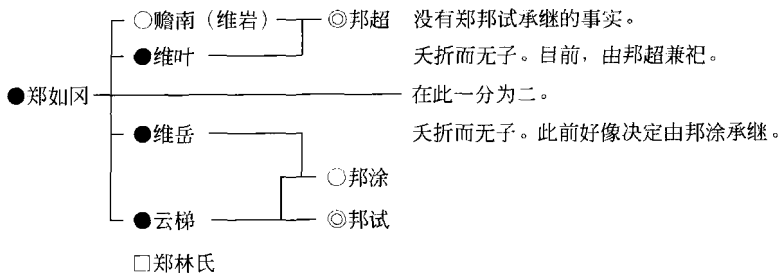 ○赡南（维岩） ◎邦超 没有郑邦试承继的事实。
●维叶 夭折而无子。目前，由邦超兼祀。
●郑如冈 在此一分为二。
●维岳 夭折而无子。此前好像决定由邦涂承继。
○邦涂
●云梯 ◎邦试
□郑林氏